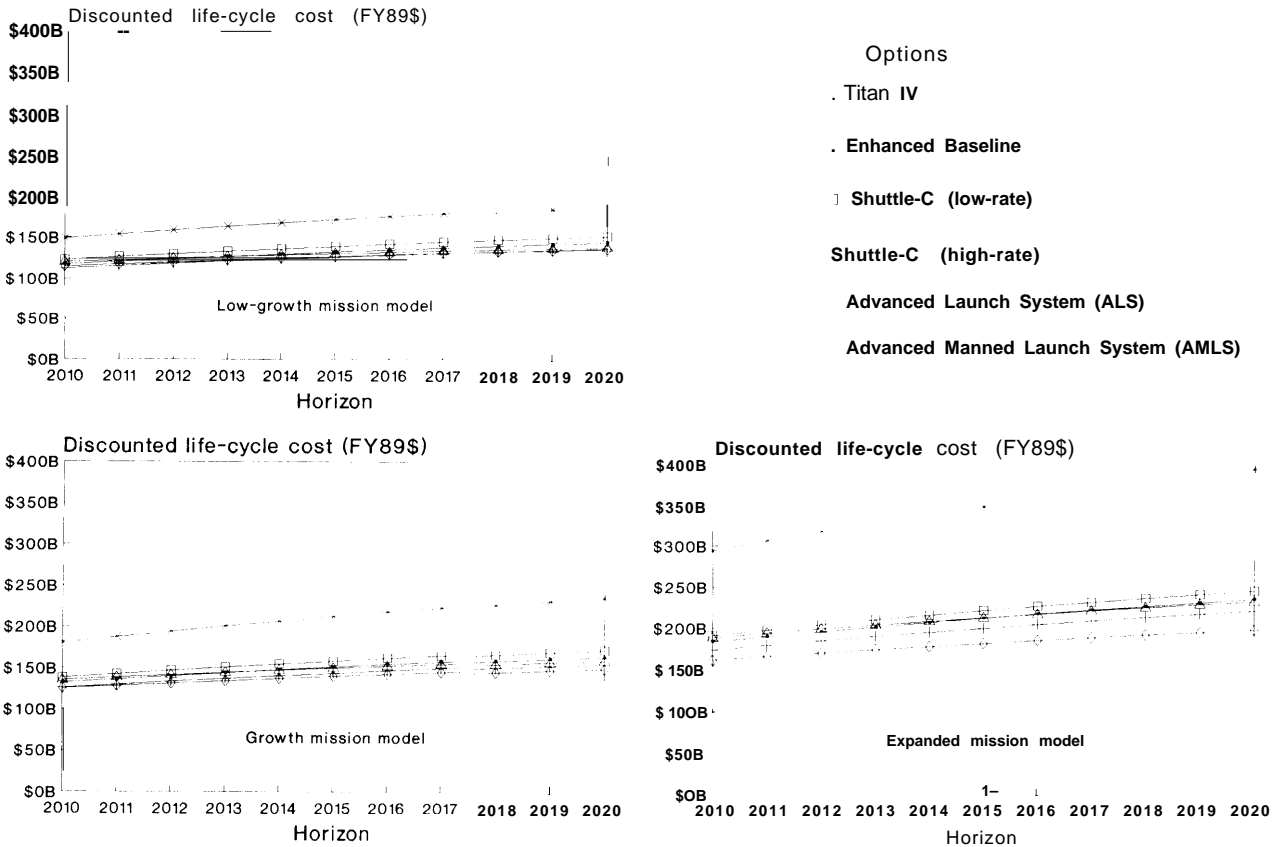 Discounted life-cycle cost (FY89$)
$400B
$350B
$300B
$250B
$200B
$150B
$100B
$50B
$0B
Low-growth mission model
2010 2011 2012 2013 2014 2015 2016 2017 2018 2019 2020
Horizon
Options
. Titan IV
. Enhanced Baseline
Shuttle-C (low-rate)
Shuttle-C (high-rate)
Advanced Launch System (ALS)
Advanced Manned Launch System (AMLS)
Discounted life-cycle cost (FY89$)
$400B
$350B
$300B
$250B
$200B
$150B
$100B
$50B
$0B
Growth mission model
2010 2011 2012 2013 2014 2015 2016 2017 2018 2019 2020
Horizon
Discounted life-cycle cost (FY89$)
$400B
$350B
$300B
$250B
$200B
$150B
$ 100B
$50B
$0B
Expanded mission model
1–
2010 2011 2012 2013 2014 2015 2016 2017 2018 2019 2020
Horizon